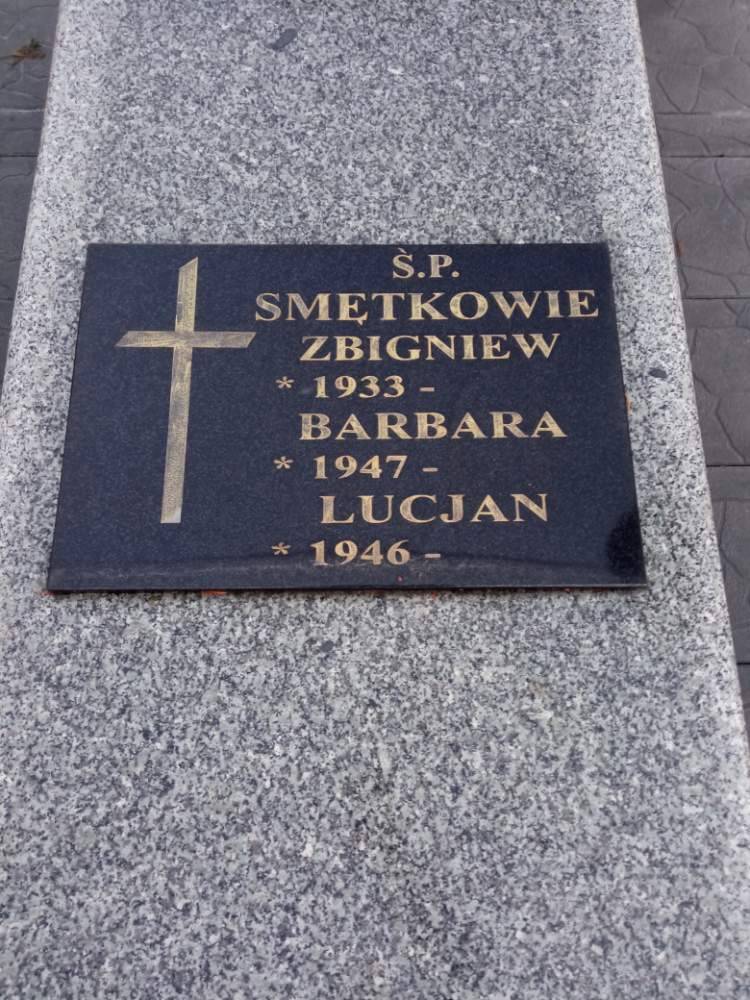 Ṡ.P.
SMĘTKOWIE
ZBIGNIEW
* 1933 -
BARBARA
* 1947 -
LUCJAN
* 1946 -